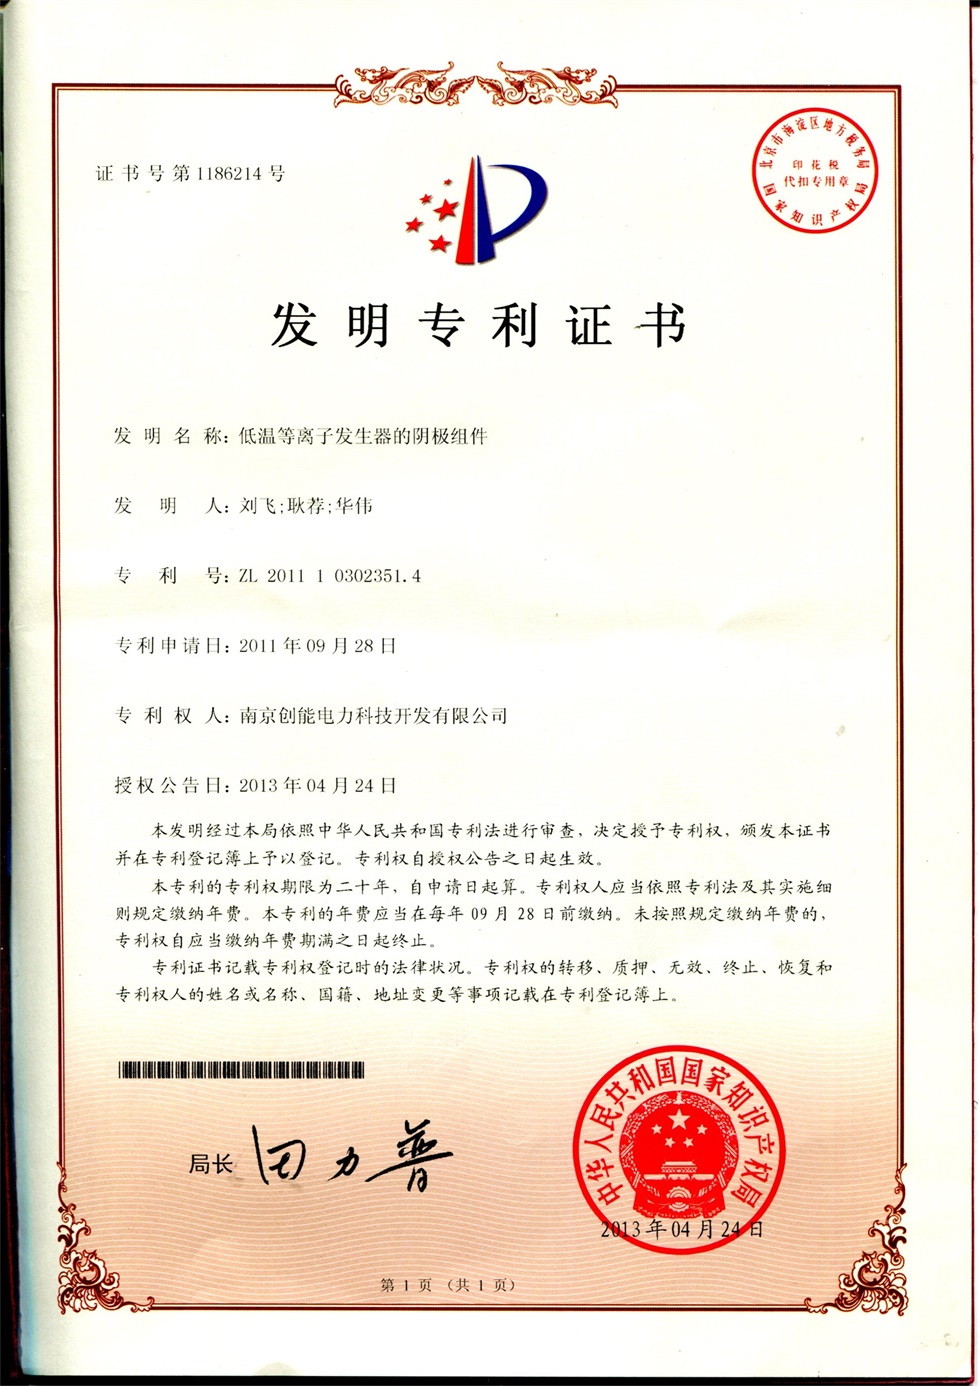 证书号第1186214号
北京市海淀区地方税务局
印花税
代扣专用章
国家知识产权局
发明专利证书
发明名称：低温等离子发生器的阴极组件
发明人：刘飞;耿荐;华伟
专利号：ZL 2011 1 0302351.4
专利申请日：2011年09月28日
专利权人：南京创能电力科技开发有限公司
授权公告日：2013年04月24日
本发明经过本局依照中华人民共和国专利法进行审查，决定授予专利权，颁发本证书
并在专利登记簿上予以登记。专利权自授权公告之日起生效。
本专利的专利权期限为二十年，自申请日起算。专利权人应当依照专利法及其实施细
则规定缴纳年费。本专利的年费应当在每年09月28日前缴纳。未按照规定缴纳年费的，
专利权自应当缴纳年费期满之日起终止。
专利证书记载专利权登记时的法律状况。专利权的转移、质押、无效、终止、恢复和
专利权人的姓名或名称、国籍、地址变更等事项记载在专利登记簿上。
局长 田力普
中华人民共和国国家知识产权局
2013年04月24日
第1页（共1页）